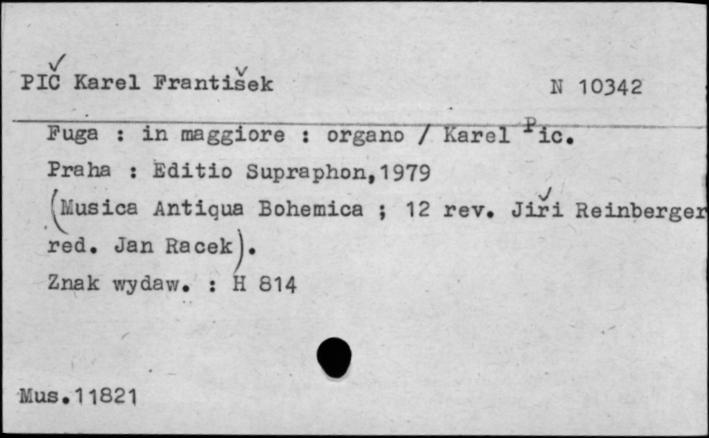 PIČ Karel František N 10342
Fuga : in maggiore : organo / Karel Pic.
Praha : Editio Supraphon,1979
(Musica Antiqua Bohemica ; 12 rev. Jiři Reinberger
red. Jan Racek).
Znak wydaw. : H 814
Mus.11821